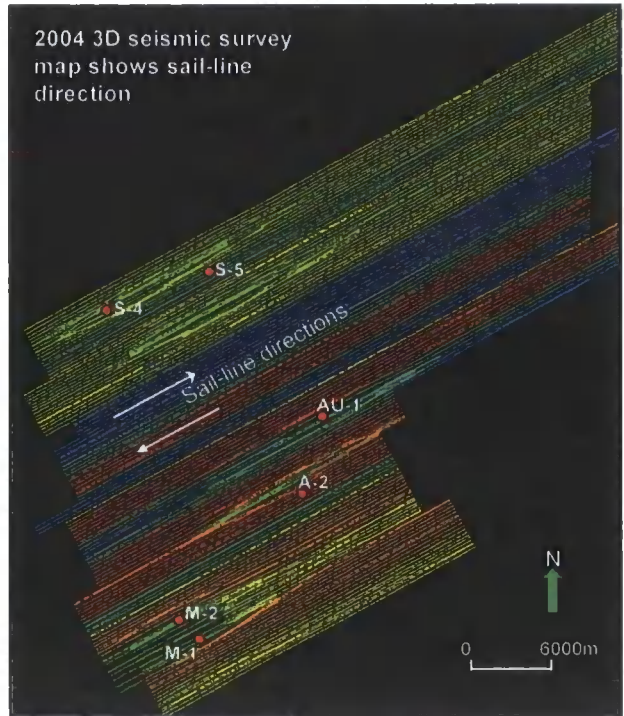 2004 3D seismic survey
map shows sail-line
direction
S-5
S-4
Sail-line directions
AU-1
A-2
N
M-2
M-1
0 6000m